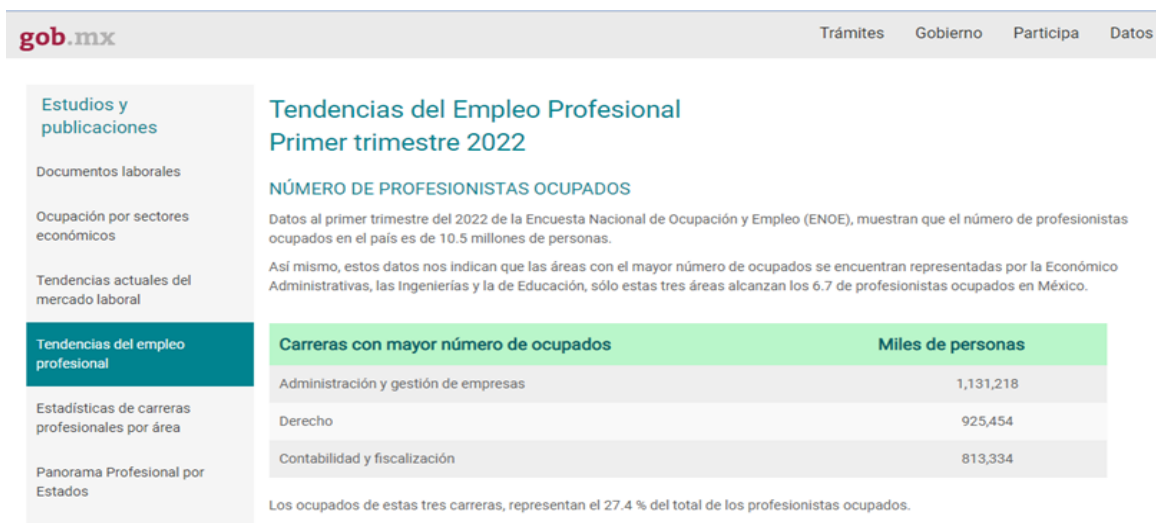 gob.mx
Trámites Gobierno Participa Datos
Estudios y
publicaciones
Documentos laborales
Ocupación por sectores
económicos
Tendencias actuales del
mercado laboral
Tendencias del empleo
profesional
Estadísticas de carreras
profesionales por área
Panorama Profesional por
Estados
Tendencias del Empleo Profesional
Primer trimestre 2022
NÚMERO DE PROFESIONISTAS OCUPADOS
Datos al primer trimestre del 2022 de la Encuesta Nacional de Ocupación y Empleo (ENOE), muestran que el número de profesionistas
ocupados en el país es de 10.5 millones de personas.
Así mismo, estos datos nos indican que las áreas con el mayor número de ocupados se encuentran representadas por la Económico
Administrativas, las Ingenierías y la de Educación, sólo estas tres áreas alcanzan los 6.7 de profesionistas ocupados en México.
Carreras con mayor número de ocupados Miles de personas
Administración y gestión de empresas 1,131,218
Derecho 925,454
Contabilidad y fiscalización 813,334
Los ocupados de estas tres carreras, representan el 27.4 % del total de los profesionistas ocupados.